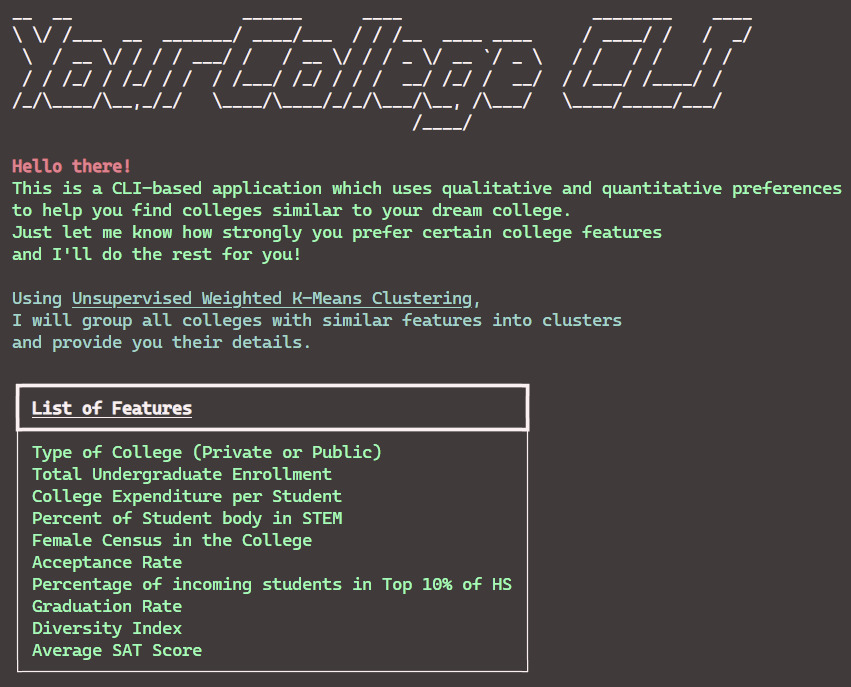 Your College CLI
Hello there!
This is a CLI-based application which uses qualitative and quantitative preferences
to help you find colleges similar to your dream college.
Just let me know how strongly you prefer certain college features
and I'll do the rest for you!
Using Unsupervised Weighted K-Means Clustering,
I will group all colleges with similar features into clusters
and provide you their details.
List of Features
Type of College (Private or Public)
Total Undergraduate Enrollment
College Expenditure per Student
Percent of Student body in STEM
Female Census in the College
Acceptance Rate
Percentage of incoming students in Top 10% of HS
Graduation Rate
Diversity Index
Average SAT Score